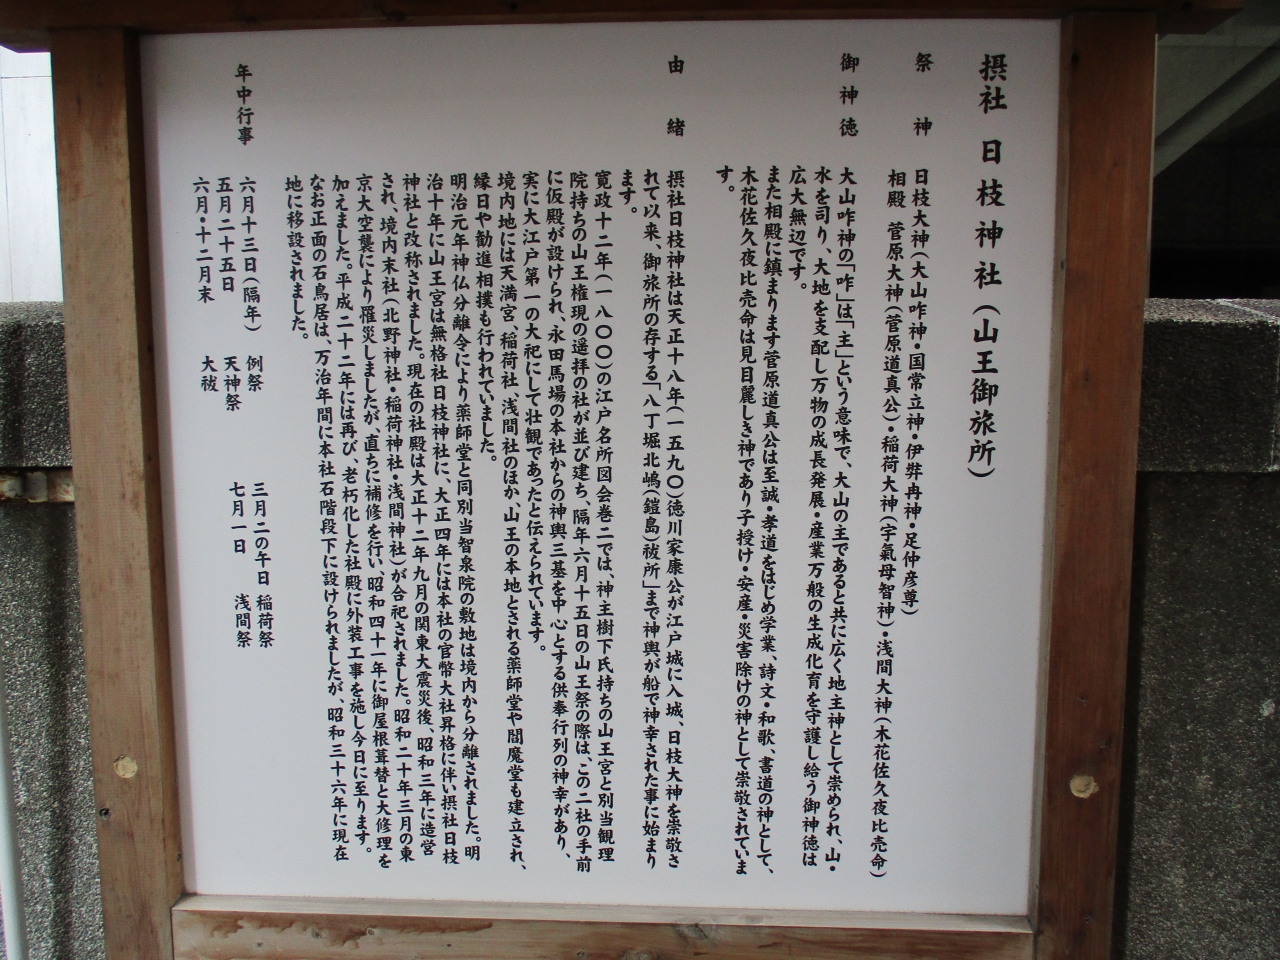 摂社 日枝神社(山王御旅所)
祭神 日枝大神(大山咋神・国常立神・伊弉冉神・足仲彦尊)
相殿 菅原大神(菅原道真公)・稲荷大神(宇氣母智神)・浅間大神(木花佐久夜比売命)
御神徳 大山咋神の「咋」は「主」という意味で、大山の主であると共に広く地主神として崇められ、山・
水を司り、大地を支配し万物の成長発展・産業万般の生成化育を守護し給う御神徳は
広大無辺です。
また相殿に鎮まります菅原道真公は至誠・孝道をはじめ学業、詩文・和歌、書道の神として、
木花佐久夜比売命は見目麗しき神であり子授け・安産・災害除けの神として崇敬されていま
す。
由緒 摂社日枝神社は天正十八年(一五九〇)徳川家康公が江戸城に入城、日枝大神を崇敬さ
れて以来、御旅所の存する「八丁堀北嶋(鎧島)祓所」まで神輿が船で神幸された事に始まり
ます。
寛政十二年(一八〇〇)の江戸名所図会巻二では、神主樹下氏持ちの山王宮と別当観理
院持ちの山王権現の遥拝の社が並び建ち、隔年六月十五日の山王祭の際は、この二社の手前
に仮殿が設けられ、永田馬場の本社からの神輿三基を中心とする供奉行列の神幸があり、
実に大江戸第一の大祀にして壮観であったと伝えられています。
境内地には天満宮、稲荷社、浅間社のほか、山王の本地とされる薬師堂や閻魔堂も建立され、
縁日や勧進相撲も行われていました。
明治元年神仏分離令により薬師堂と同別当智泉院の敷地は境内から分離されました。明
治十年に山王宮は無格社日枝神社に、大正四年には本社の官幣大社昇格に伴い摂社日枝
神社と改称されました。現在の社殿は大正十二年九月の関東大震災後、昭和三年に造営
され、境内末社(北野神社・稲荷神社・浅間神社)が合祀されました。昭和二十年三月の東
京大空襲により罹災しましたが、直ちに補修を行い昭和四十一年に御屋根葺替と大修理を
加えました。平成二十二年には再び、老朽化した社殿に外装工事を施し今日に至ります。
なお正面の石鳥居は、万治年間に本社石階段下に設けられましたが、昭和三十六年に現在
地に移設されました。
年中行事 六月十三日(隔年) 例祭 三月二の午日 稲荷祭
五月二十五日 天神祭 七月一日 浅間祭
六月・十二月末 大祓